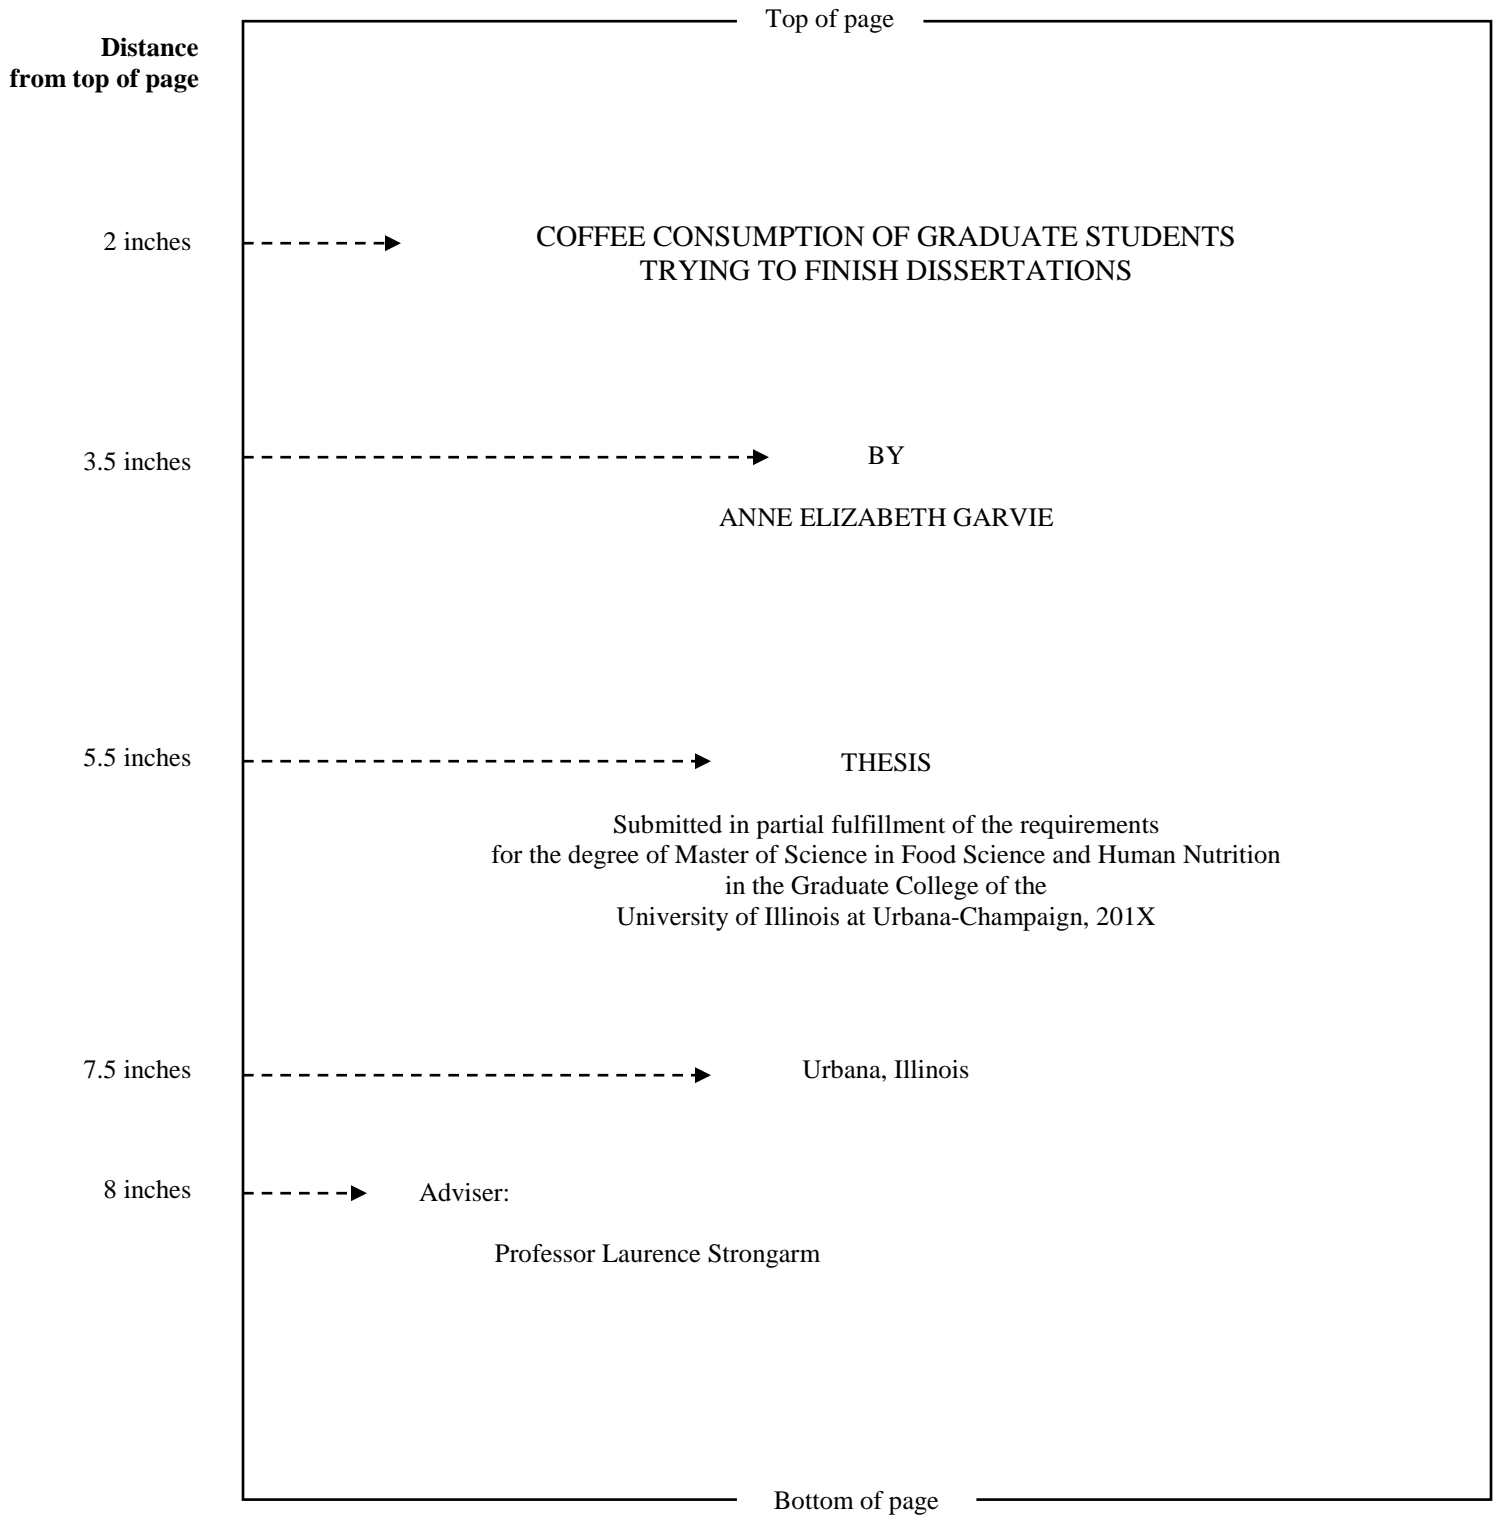 Top of page
Distance
from top of page
2 inches
COFFEE CONSUMPTION OF GRADUATE STUDENTS
TRYING TO FINISH DISSERTATIONS
3.5 inches
BY
ANNE ELIZABETH GARVIE
5.5 inches
THESIS
Submitted in partial fulfillment of the requirements
for the degree of Master of Science in Food Science and Human Nutrition
in the Graduate College of the
University of Illinois at Urbana-Champaign, 201X
7.5 inches
Urbana, Illinois
8 inches
Adviser:
Professor Laurence Strongarm
Bottom of page